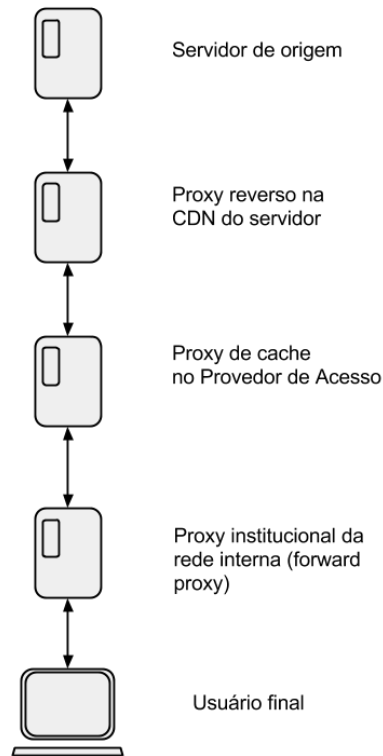 Servidor de origem
Proxy reverso na
CDN do servidor
Proxy de cache
no Provedor de Acesso
Proxy institucional da
rede interna (forward
proxy)
Usuário final